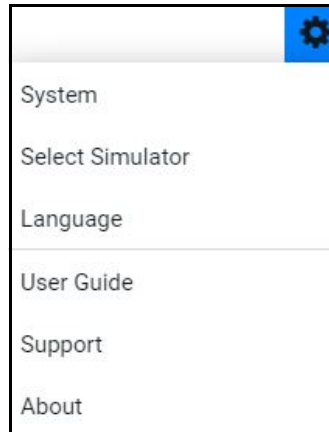 System
Select Simulator
Language
User Guide
Support
About